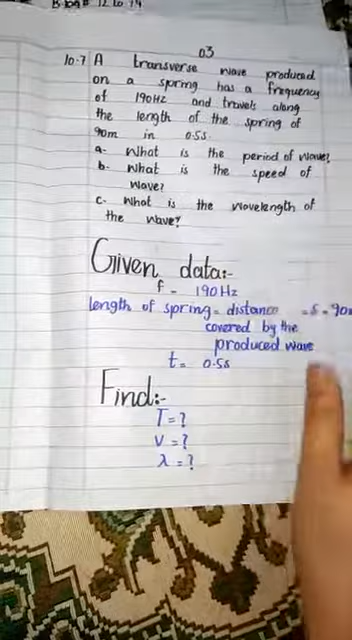 03
10.7 A transverse wave produced
on a spring has a frequency
of 190Hz and travels along
the length of the spring of
90m in 0.5s
a- What is the period of wave?
b- What is the speed of
wave?
c- What is the wavelength of
the wave?
Given data:-
f = 190 Hz
length of spring = distance = S = 90m
covered by the
produced wave
t = 0.5s
Find:-
T = ?
V = ?
λ = ?